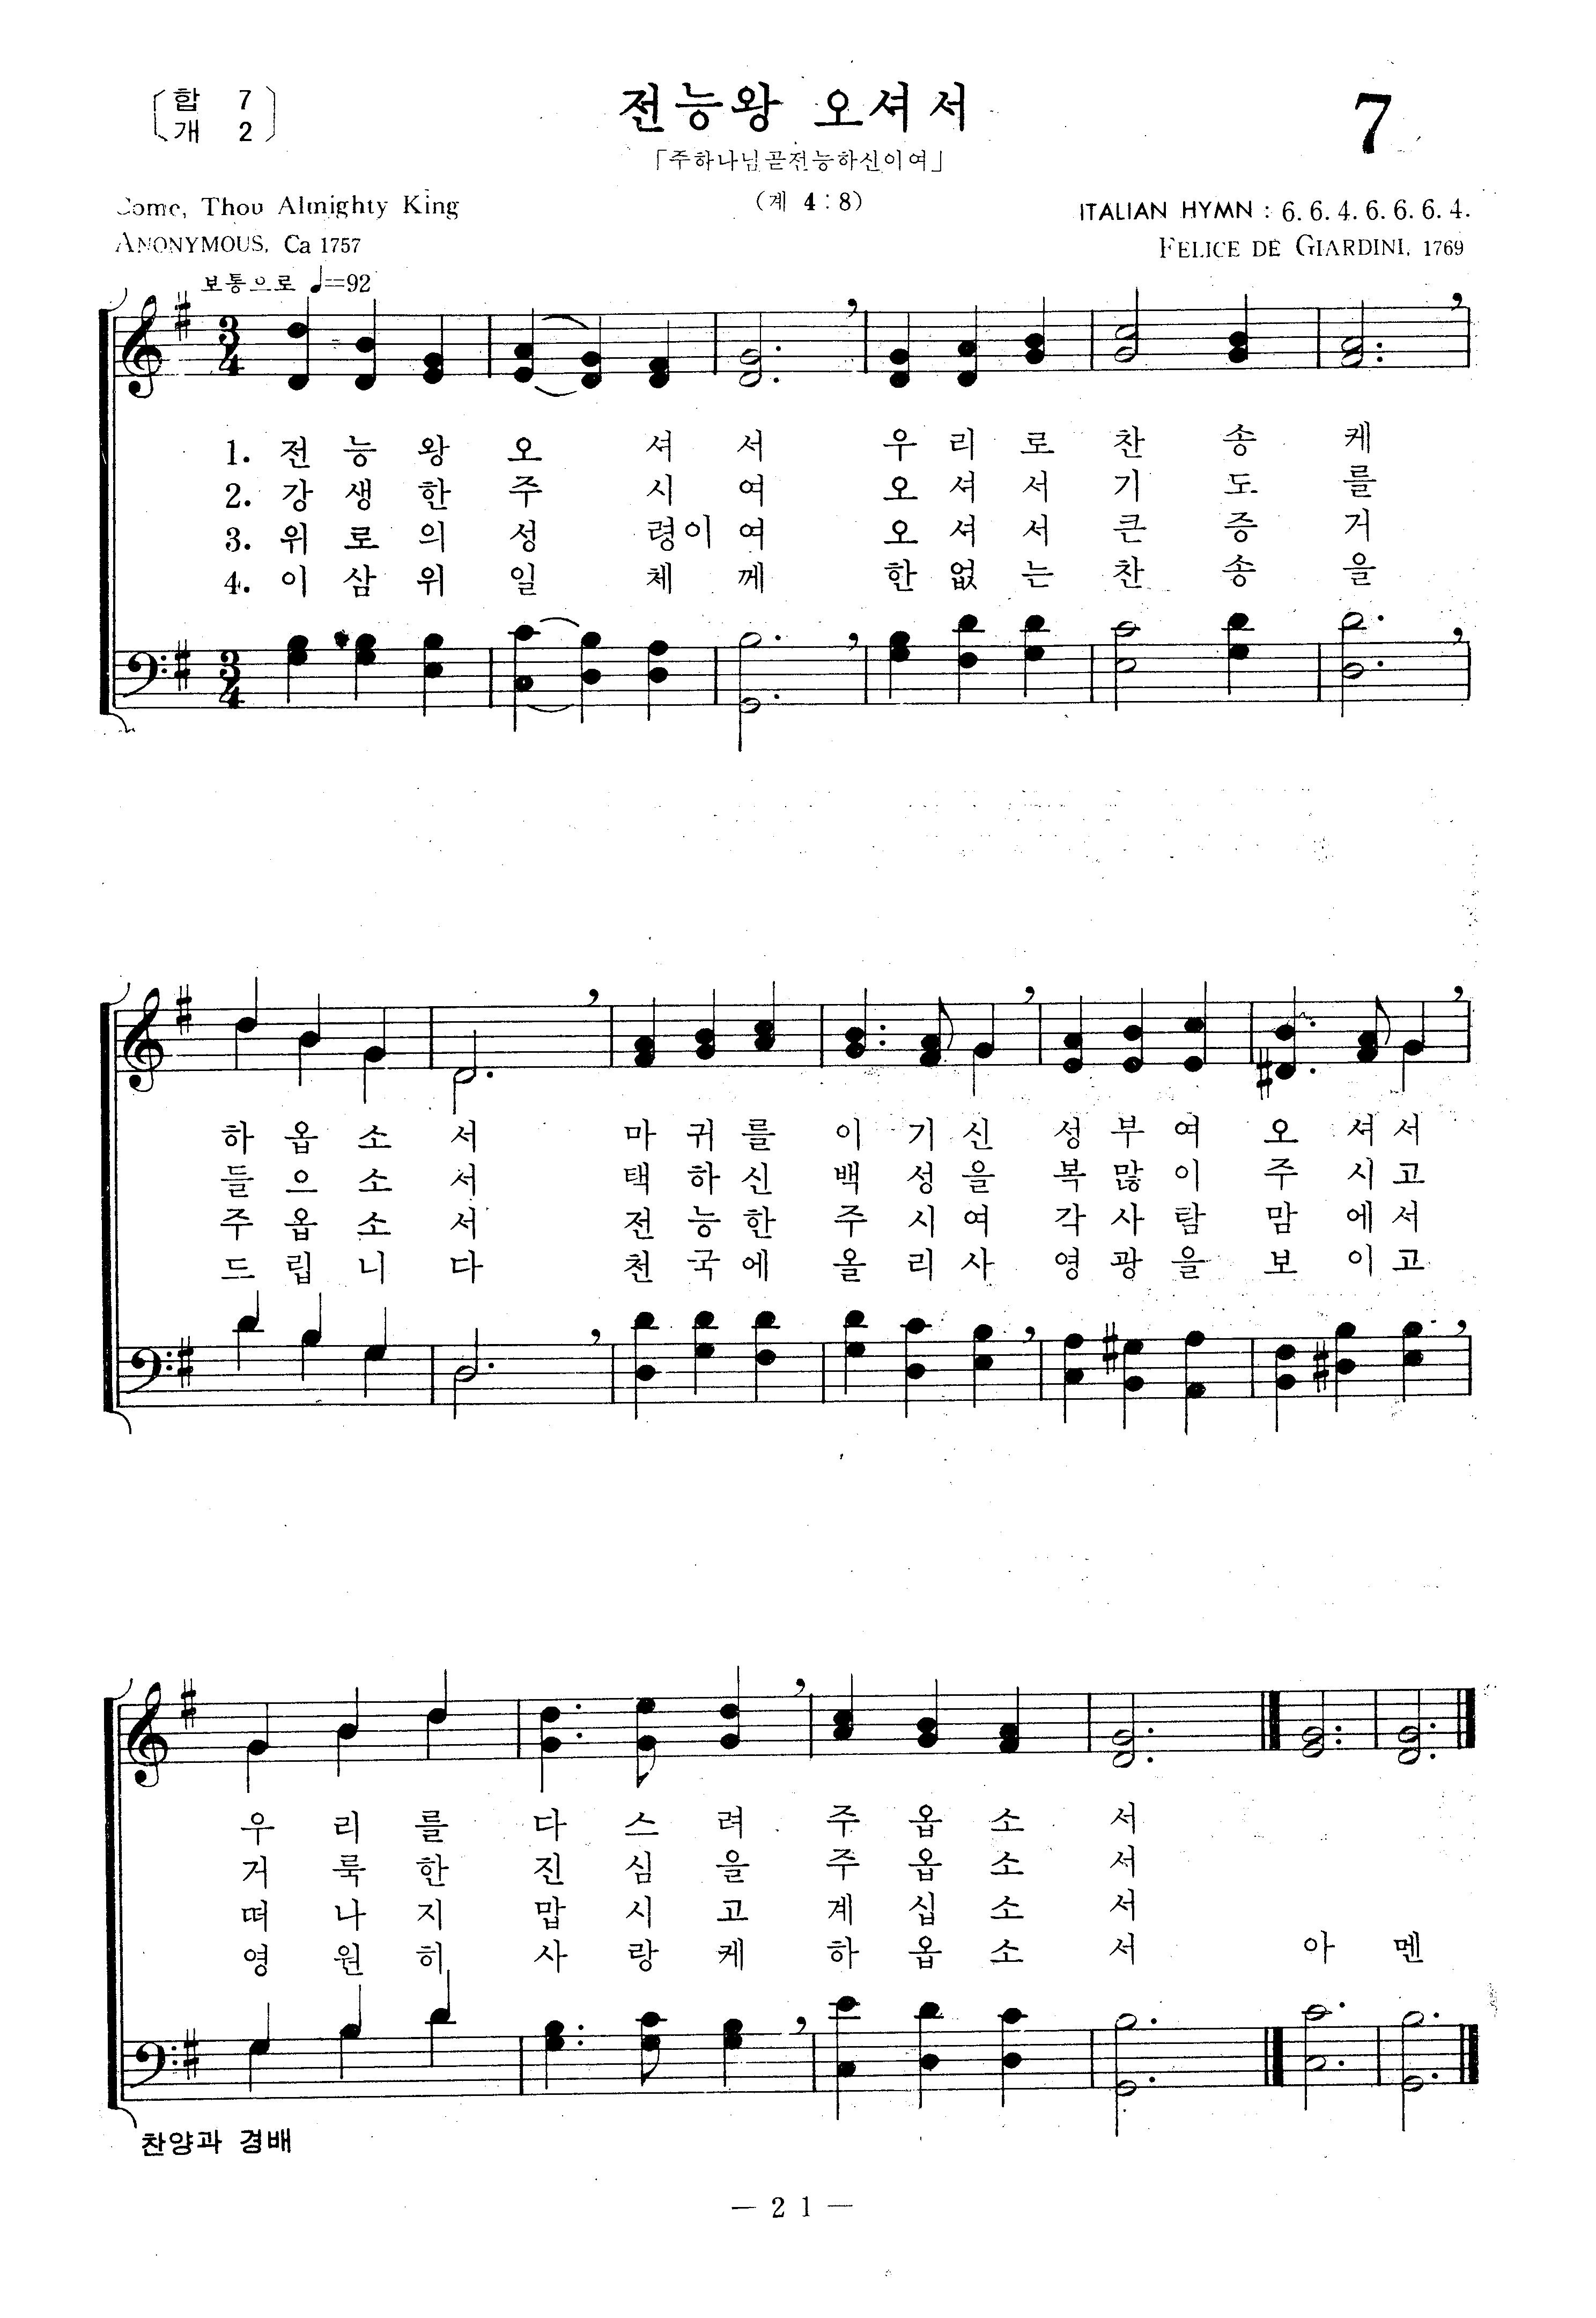 합 7
개 2
전능왕 오셔서
7
「주하나님곧전능하신이여」
(계 4:8)
Come, Thou Almighty King
ANONYMOUS, Ca 1757
ITALIAN HYMN : 6. 6. 4. 6. 6. 6. 4.
FELICE DE GIARDINI, 1769
보통으로 ♩=92
3 4
1. 전 능 왕 오 셔 서 우 리 로 찬 송 케
2. 강 생 한 주 시 여 오 셔 서 기 도 를
3. 위 로 의 성 령이 여 오 셔 서 큰 증 거
4. 이 삼 위 일 체 께 한 없 는 찬 송 을
3 4
하 옵 소 서 마 귀 를 이 기 신 성 부 여 오 셔 서
들 으 소 서 택 하 신 백 성 을 복 많 이 주 시 고
주 옵 소 서 전 능 한 주 시 여 각 사 람 맘 에 서
드 립 니 다 천 국 에 올 리 사 영 광 을 보 이 고
우 리 를 다 스 려 주 옵 소 서
거 룩 한 진 심 을 주 옵 소 서
떠 나 지 맙 시 고 계 십 소 서
영 원 히 사 랑 케 하 옵 소 서 아 멘
찬양과 경배
— 2 1 —